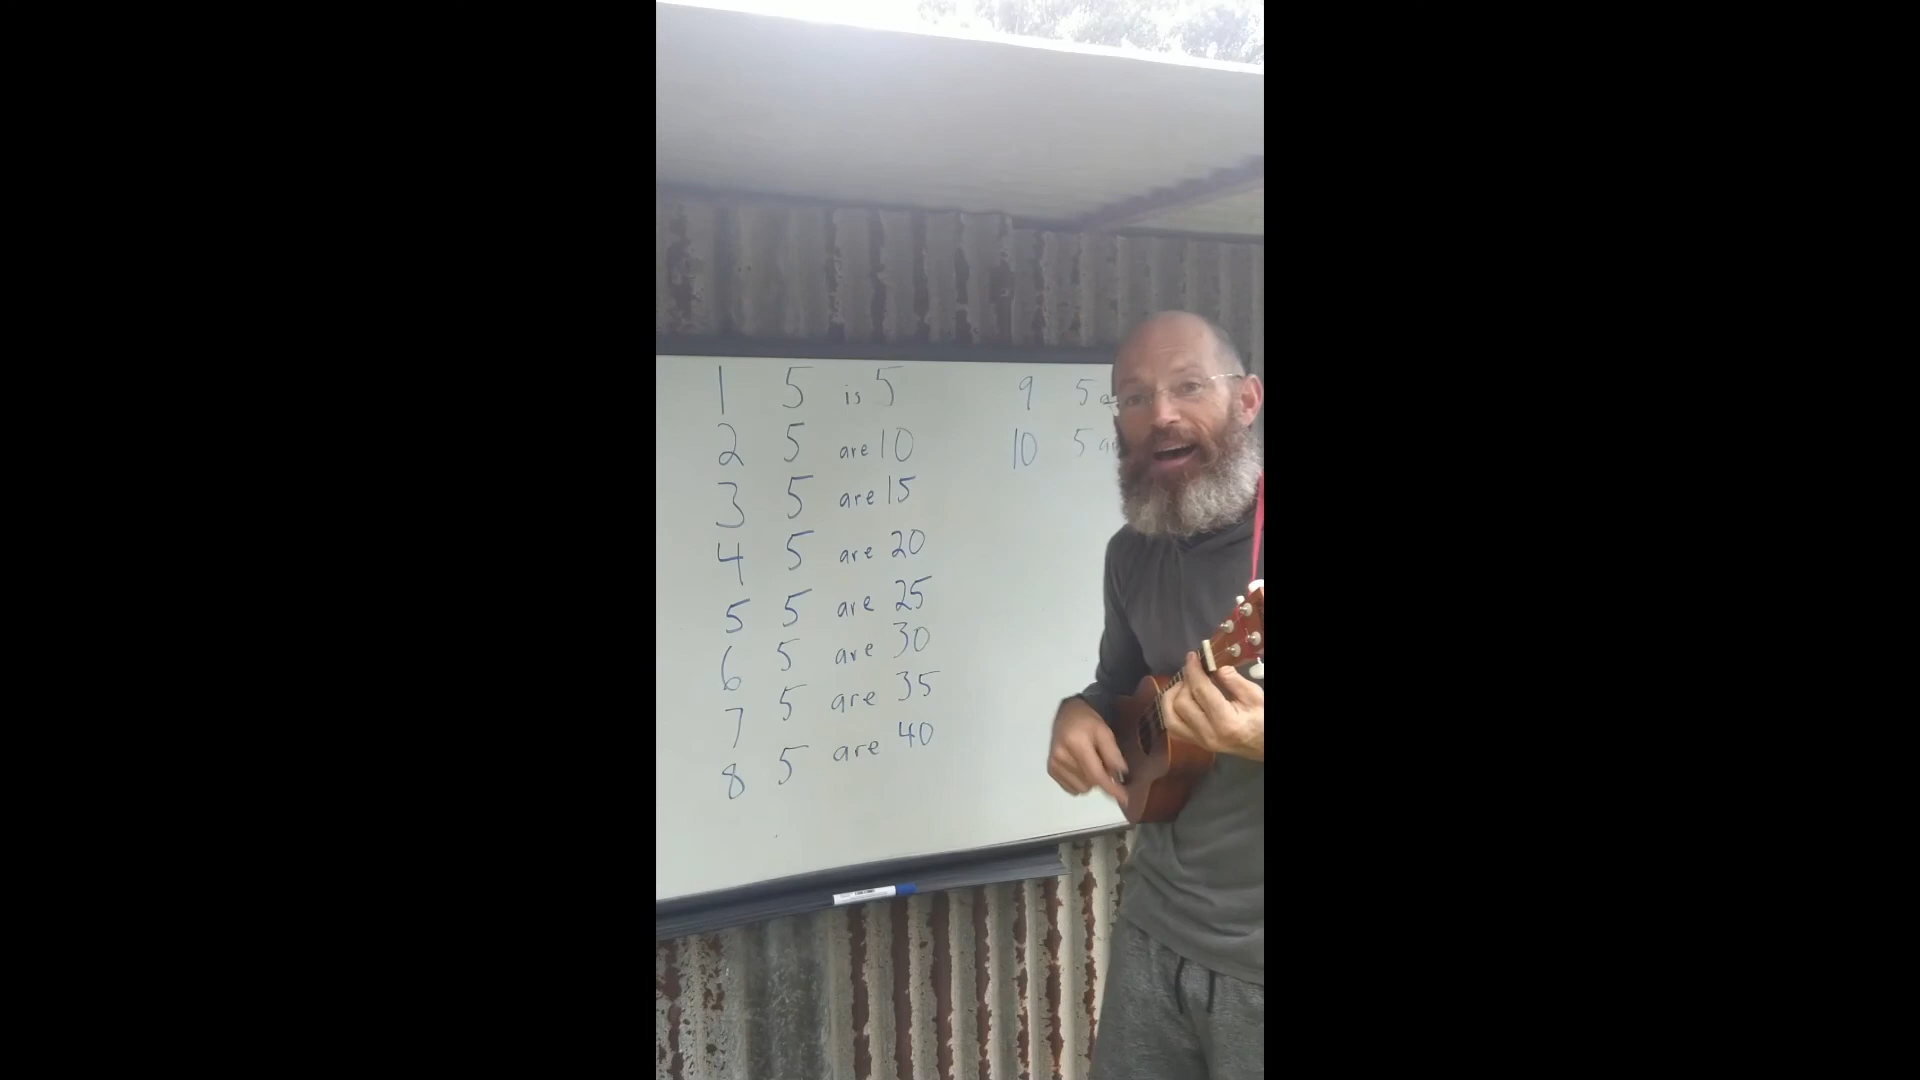 1 5 is 5
2 5 are 10
3 5 are 15
4 5 are 20
5 5 are 25
6 5 are 30
7 5 are 35
8 5 are 40
9 5
10 5